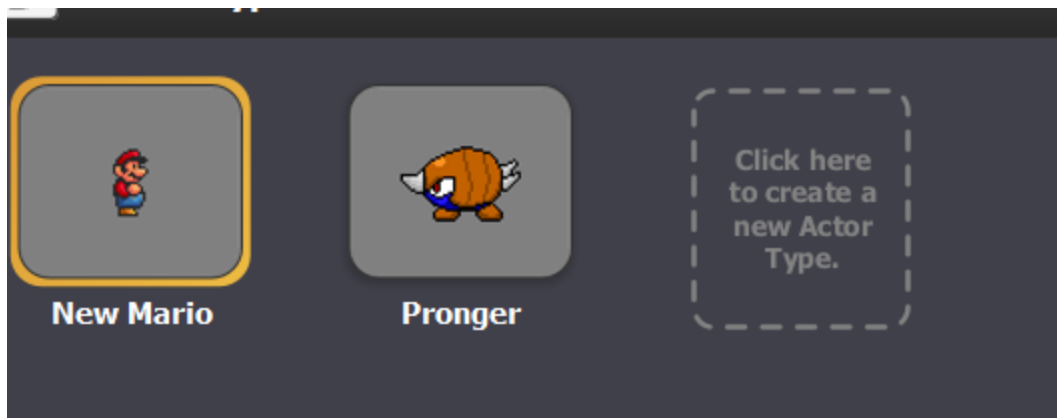 New Mario
Pronger
Click here
to create a
new Actor
Type.